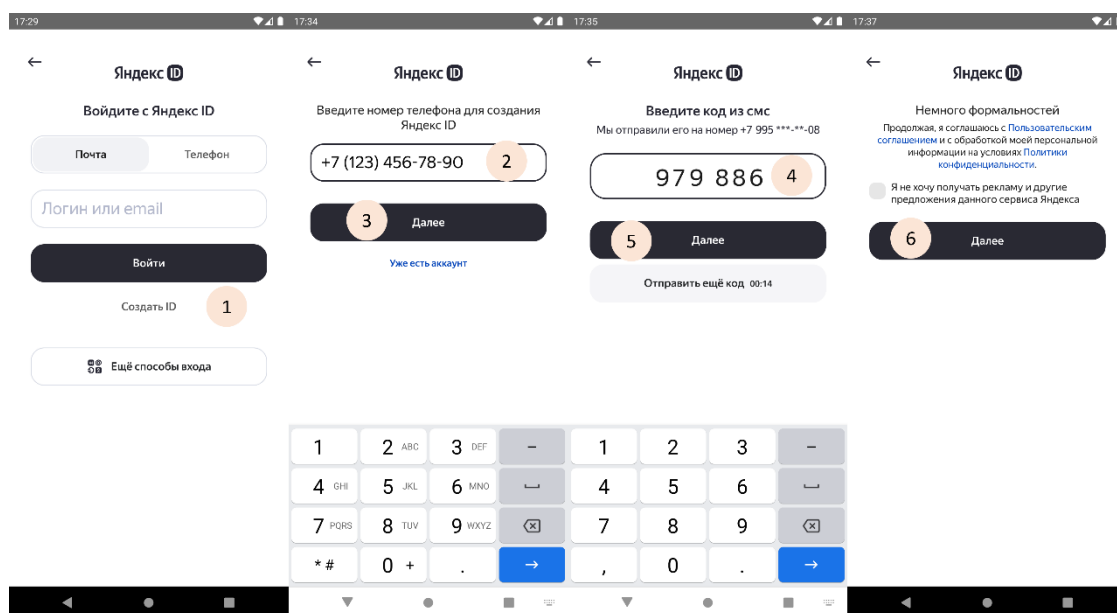 17:29
Яндекс ID
Войдите с Яндекс ID
Почта
Телефон
Логин или email
Войти
Создать ID
1
Ещё способы входа
17:34
Яндекс ID
Введите номер телефона для создания
Яндекс ID
+7 (123) 456-78-90
2
3
Далее
Уже есть аккаунт
1
2 ABC
3 DEF
–
4 GHI
5 JKL
6 MNO
7 PQRS
8 TUV
9 WXYZ
* #
0 +
.
17:35
Яндекс ID
Введите код из смс
Мы отправили его на номер +7 995 ***-**-08
979 886
4
5
Далее
Отправить ещё код 00:14
1
2
3
–
4
5
6
7
8
9
,
0
.
17:37
Яндекс ID
Немного формальностей
Продолжая, я соглашаюсь с Пользовательским
соглашением и с обработкой моей персональной
информации на условиях Политики
конфиденциальности.
Я не хочу получать рекламу и другие
предложения данного сервиса Яндекса
6
Далее